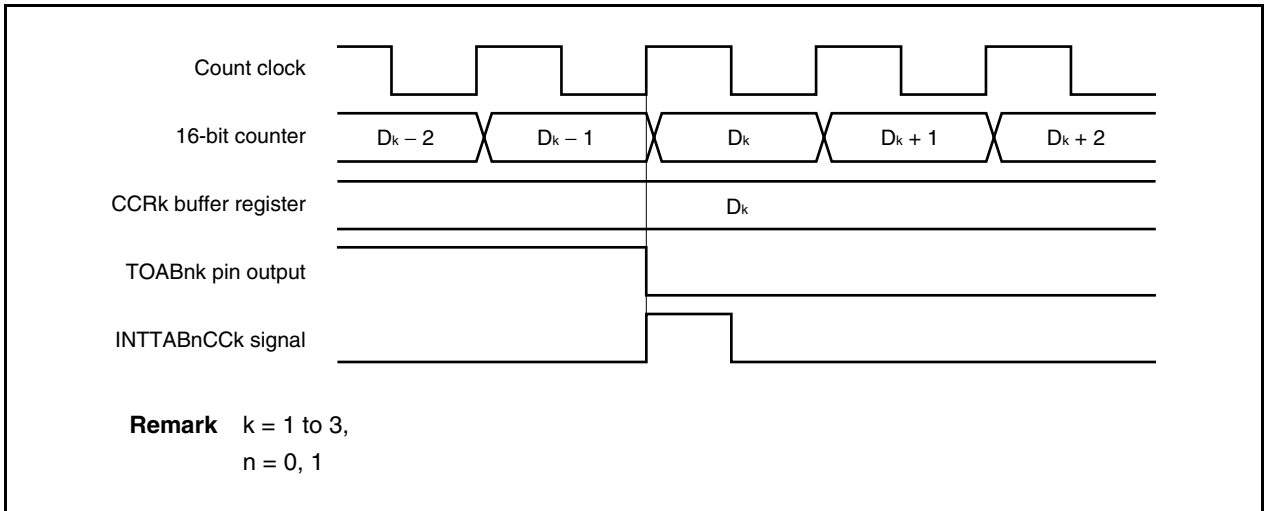 Count clock
16-bit counter Dk − 2 Dk − 1 Dk Dk + 1 Dk + 2
CCRk buffer register Dk
TOABnk pin output
INTTABnCCk signal
Remark k = 1 to 3,
n = 0, 1